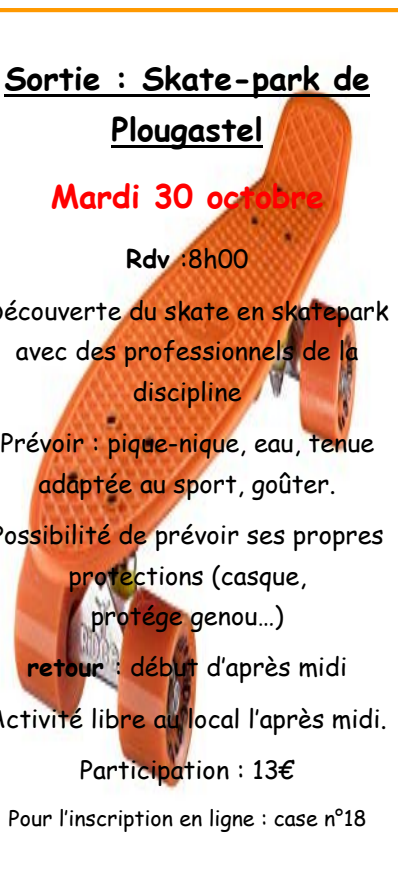 Sortie : Skate-park de
Plougastel
Mardi 30 octobre
Rdv :8h00
Découverte du skate en skatepark
avec des professionnels de la
discipline
Prévoir : pique-nique, eau, tenue
adaptée au sport, goûter.
Possibilité de prévoir ses propres
protections (casque,
protége genou…)
retour : début d'après midi
Activité libre au local l'après midi.
Participation : 13€
Pour l'inscription en ligne : case n°18